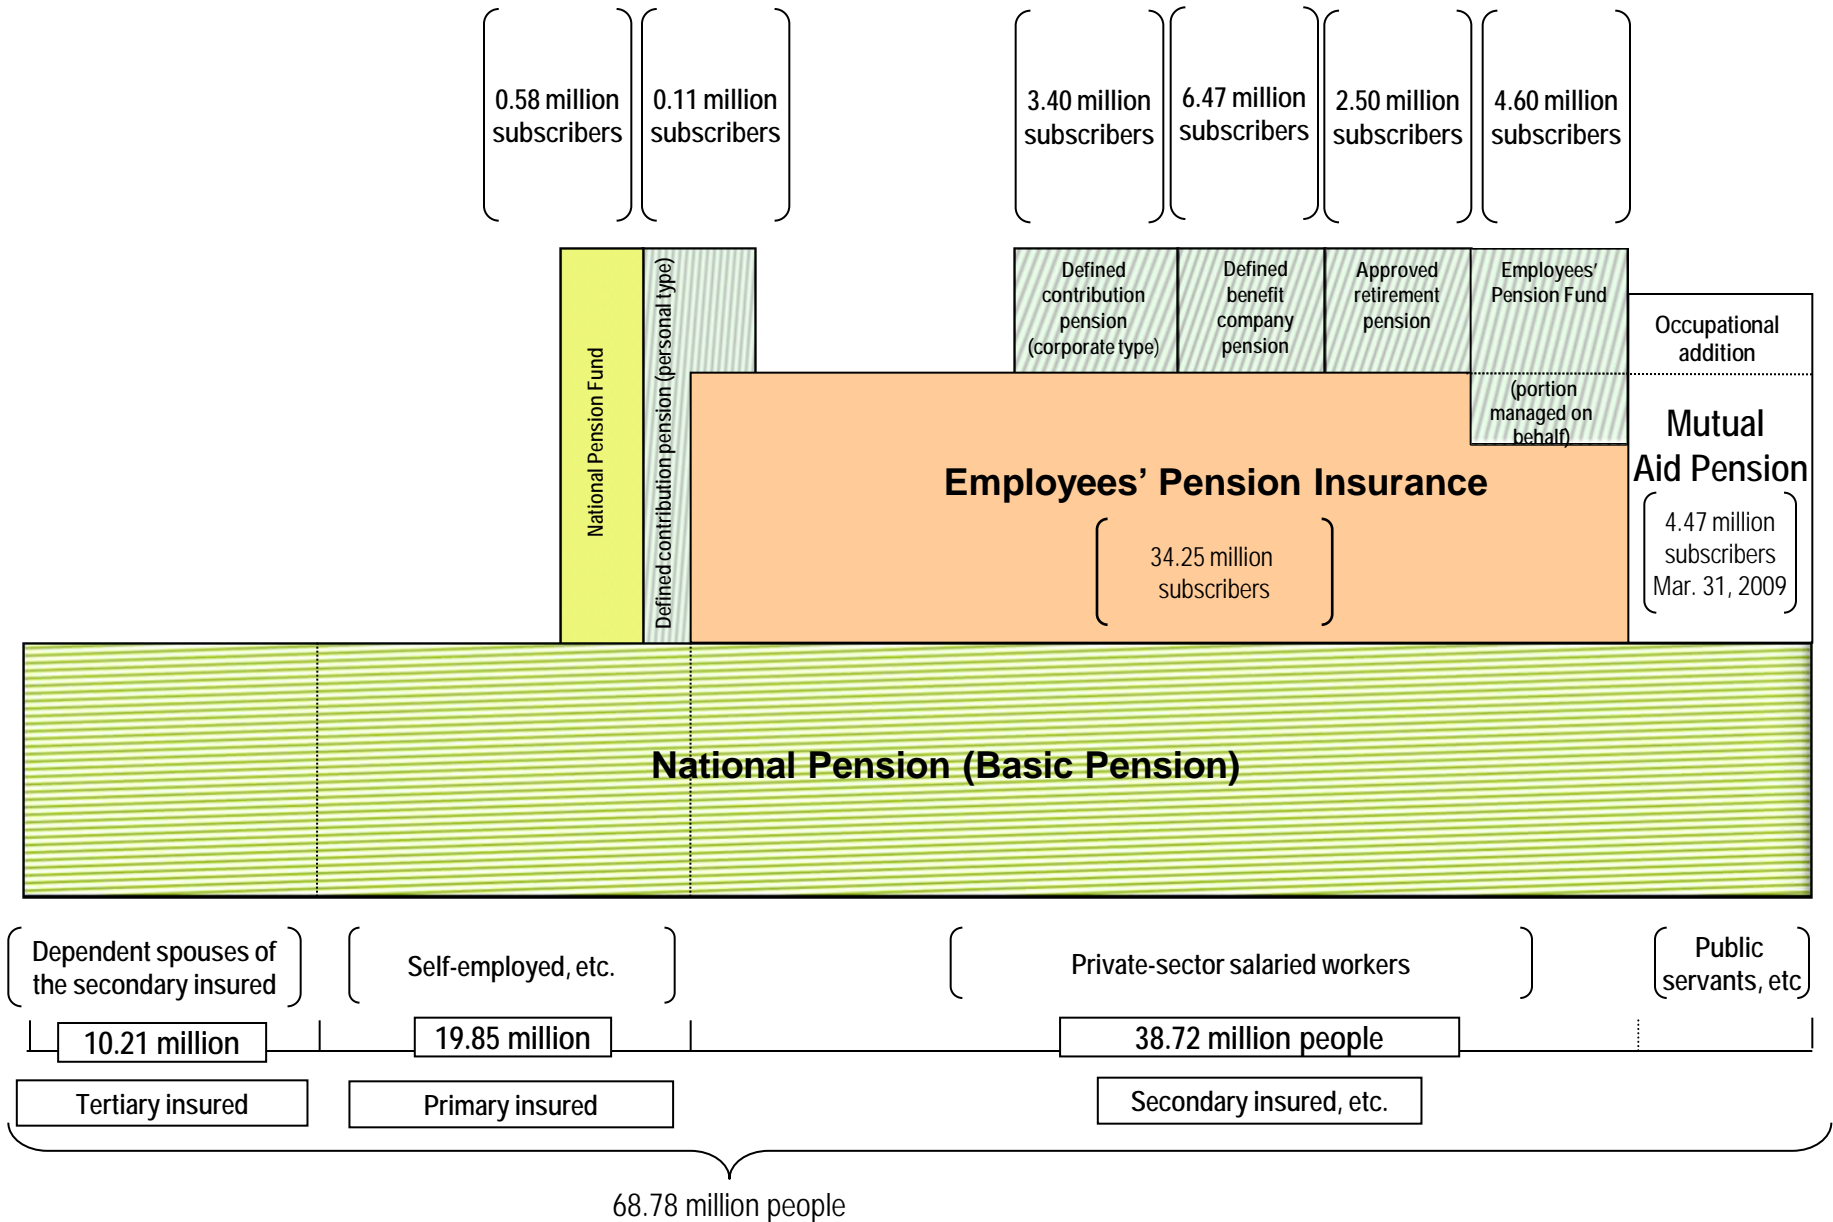 0.58 million
subscribers
0.11 million
subscribers
3.40 million
subscribers
6.47 million
subscribers
2.50 million
subscribers
4.60 million
subscribers
National Pension Fund
Defined contribution pension (personal type)
Defined
contribution
pension
(corporate type)
Defined
benefit
company
pension
Approved
retirement
pension
Employees'
Pension Fund
(portion
managed on
behalf)
Occupational
addition
Mutual
Aid Pension
4.47 million
subscribers
Mar. 31, 2009
Employees' Pension Insurance
34.25 million
subscribers
National Pension (Basic Pension)
Dependent spouses of
the secondary insured
Self-employed, etc.
Private-sector salaried workers
Public
servants, etc
10.21 million
19.85 million
38.72 million people
Tertiary insured
Primary insured
Secondary insured, etc.
68.78 million people